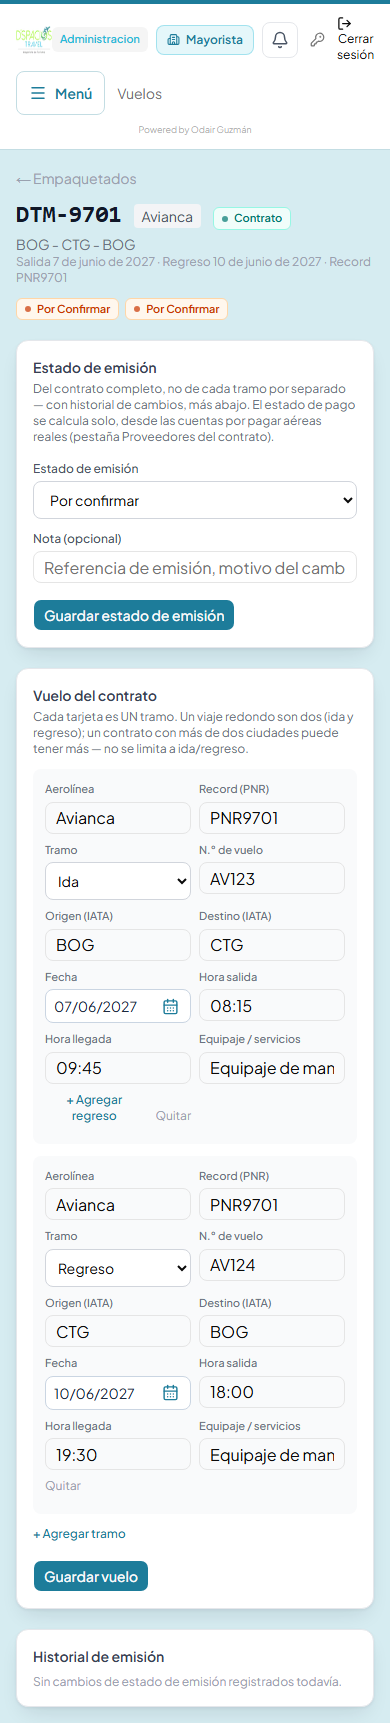 DSPACIOS
TRAVEL
Administracion
Mayorista
Cerrar
sesión
Menú
Vuelos
Powered by Odair Guzmán
← Empaquetados
DTM-9701
Avianca
Contrato
BOG - CTG - BOG
Salida 7 de junio de 2027 · Regreso 10 de junio de 2027 · Record
PNR9701
Por Confirmar
Por Confirmar
Estado de emisión
Del contrato completo, no de cada tramo por separado
— con historial de cambios, más abajo. El estado de pago
se calcula solo, desde las cuentas por pagar aéreas
reales (pestaña Proveedores del contrato).
Estado de emisión
Por confirmar
Nota (opcional)
Referencia de emisión, motivo del camb
Guardar estado de emisión
Vuelo del contrato
Cada tarjeta es UN tramo. Un viaje redondo son dos (ida y
regreso); un contrato con más de dos ciudades puede
tener más — no se limita a ida/regreso.
Aerolínea
Record (PNR)
Avianca
PNR9701
Tramo
N.° de vuelo
Ida
AV123
Origen (IATA)
Destino (IATA)
BOG
CTG
Fecha
Hora salida
07/06/2027
08:15
Hora llegada
Equipaje / servicios
09:45
Equipaje de man
+ Agregar
regreso
Quitar
Aerolínea
Record (PNR)
Avianca
PNR9701
Tramo
N.° de vuelo
Regreso
AV124
Origen (IATA)
Destino (IATA)
CTG
BOG
Fecha
Hora salida
10/06/2027
18:00
Hora llegada
Equipaje / servicios
19:30
Equipaje de man
Quitar
+ Agregar tramo
Guardar vuelo
Historial de emisión
Sin cambios de estado de emisión registrados todavía.